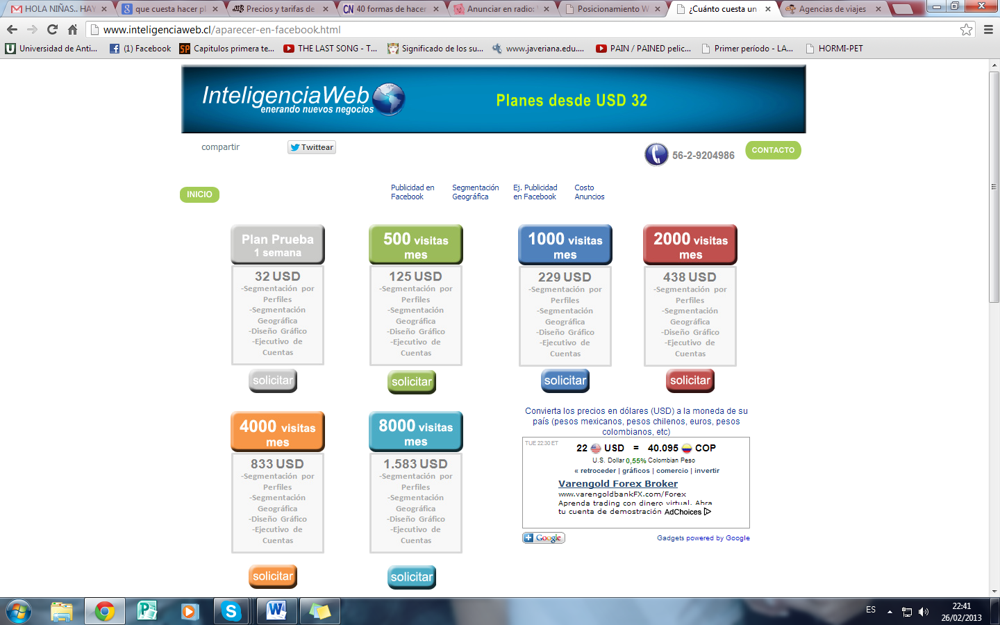 HOLA NIÑAS.. HAY
que cuesta hacer pl
Precios y tarifas de
40 formas de hacer
Anunciar en radio:
Posicionamiento W
¿Cuánto cuesta un
Agencias de viajes
www.inteligenciaweb.cl/aparecer-en-facebook.html
Universidad de Anti...
(1) Facebook
Capitulos primera te...
THE LAST SONG - T...
Significado de los su...
www.javeriana.edu....
PAIN / PAINED pelic...
Primer período - LA...
HORMI-PET
InteligenciaWeb
enerando nuevos negocios
Planes desde USD 32
compartir
Twittear
56-2-9204986
CONTACTO
INICIO
Publicidad en
Facebook
Segmentación
Geográfica
Ej. Publicidad
en Facebook
Costo
Anuncios
Plan Prueba
1 semana
32 USD
-Segmentación por
Perfiles
-Segmentación
Geográfica
-Diseño Gráfico
-Ejecutivo de
Cuentas
solicitar
500 visitas
mes
125 USD
-Segmentación por
Perfiles
-Segmentación
Geográfica
-Diseño Gráfico
-Ejecutivo de
Cuentas
solicitar
1000 visitas
mes
229 USD
-Segmentación por
Perfiles
-Segmentación
Geográfica
-Diseño Gráfico
-Ejecutivo de
Cuentas
solicitar
2000 visitas
mes
438 USD
-Segmentación por
Perfiles
-Segmentación
Geográfica
-Diseño Gráfico
-Ejecutivo de
Cuentas
solicitar
4000 visitas
mes
833 USD
-Segmentación por
Perfiles
-Segmentación
Geográfica
-Diseño Gráfico
-Ejecutivo de
Cuentas
solicitar
8000 visitas
mes
1.583 USD
-Segmentación por
Perfiles
-Segmentación
Geográfica
-Diseño Gráfico
-Ejecutivo de
Cuentas
solicitar
Convierta los precios en dólares (USD) a la moneda de su
país (pesos mexicanos, pesos chilenos, euros, pesos
colombianos, etc)
TUE 22:30 ET
22 USD = 40.095 COP
U.S. Dollar 0,55% Colombian Peso
« retroceder | gráficos | comercio | invertir
Varengold Forex Broker
www.varengoldbankFX.com/Forex
Aprenda trading con dinero virtual. Abra
tu cuenta de demostración AdChoices
Google
Gadgets powered by Google
ES
22:41
26/02/2013